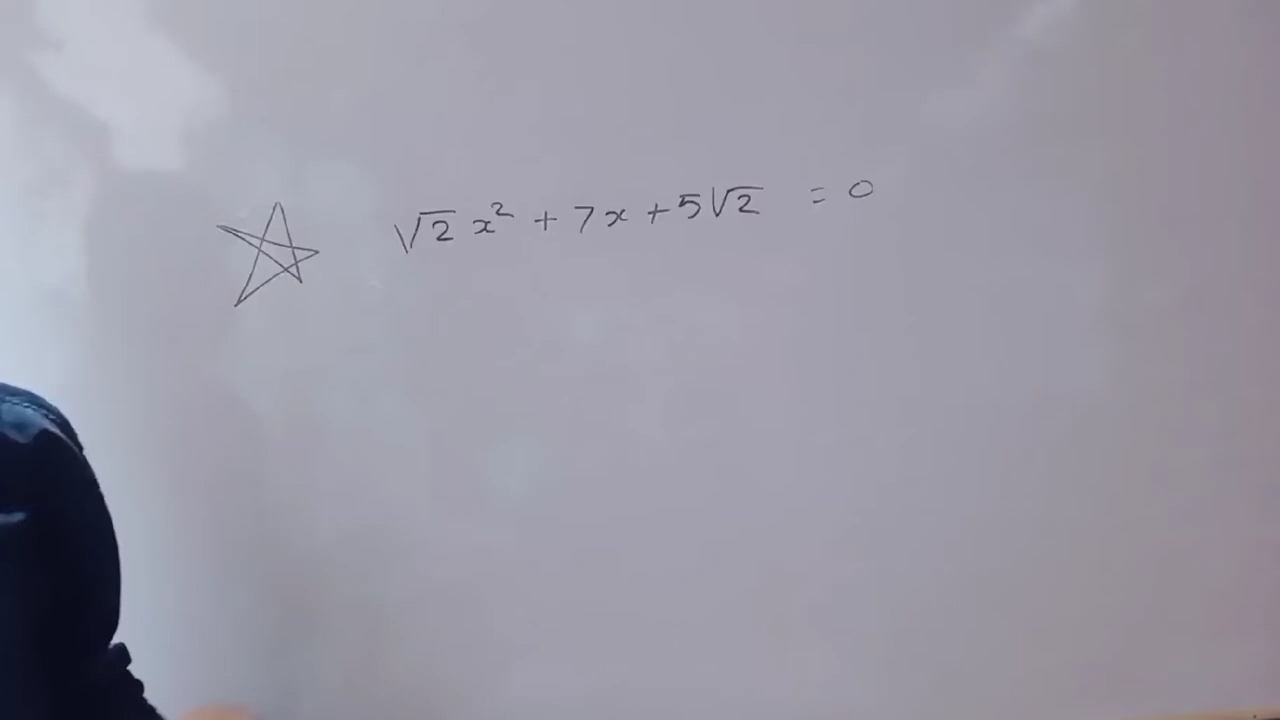 √2 x² + 7x + 5√2 = 0